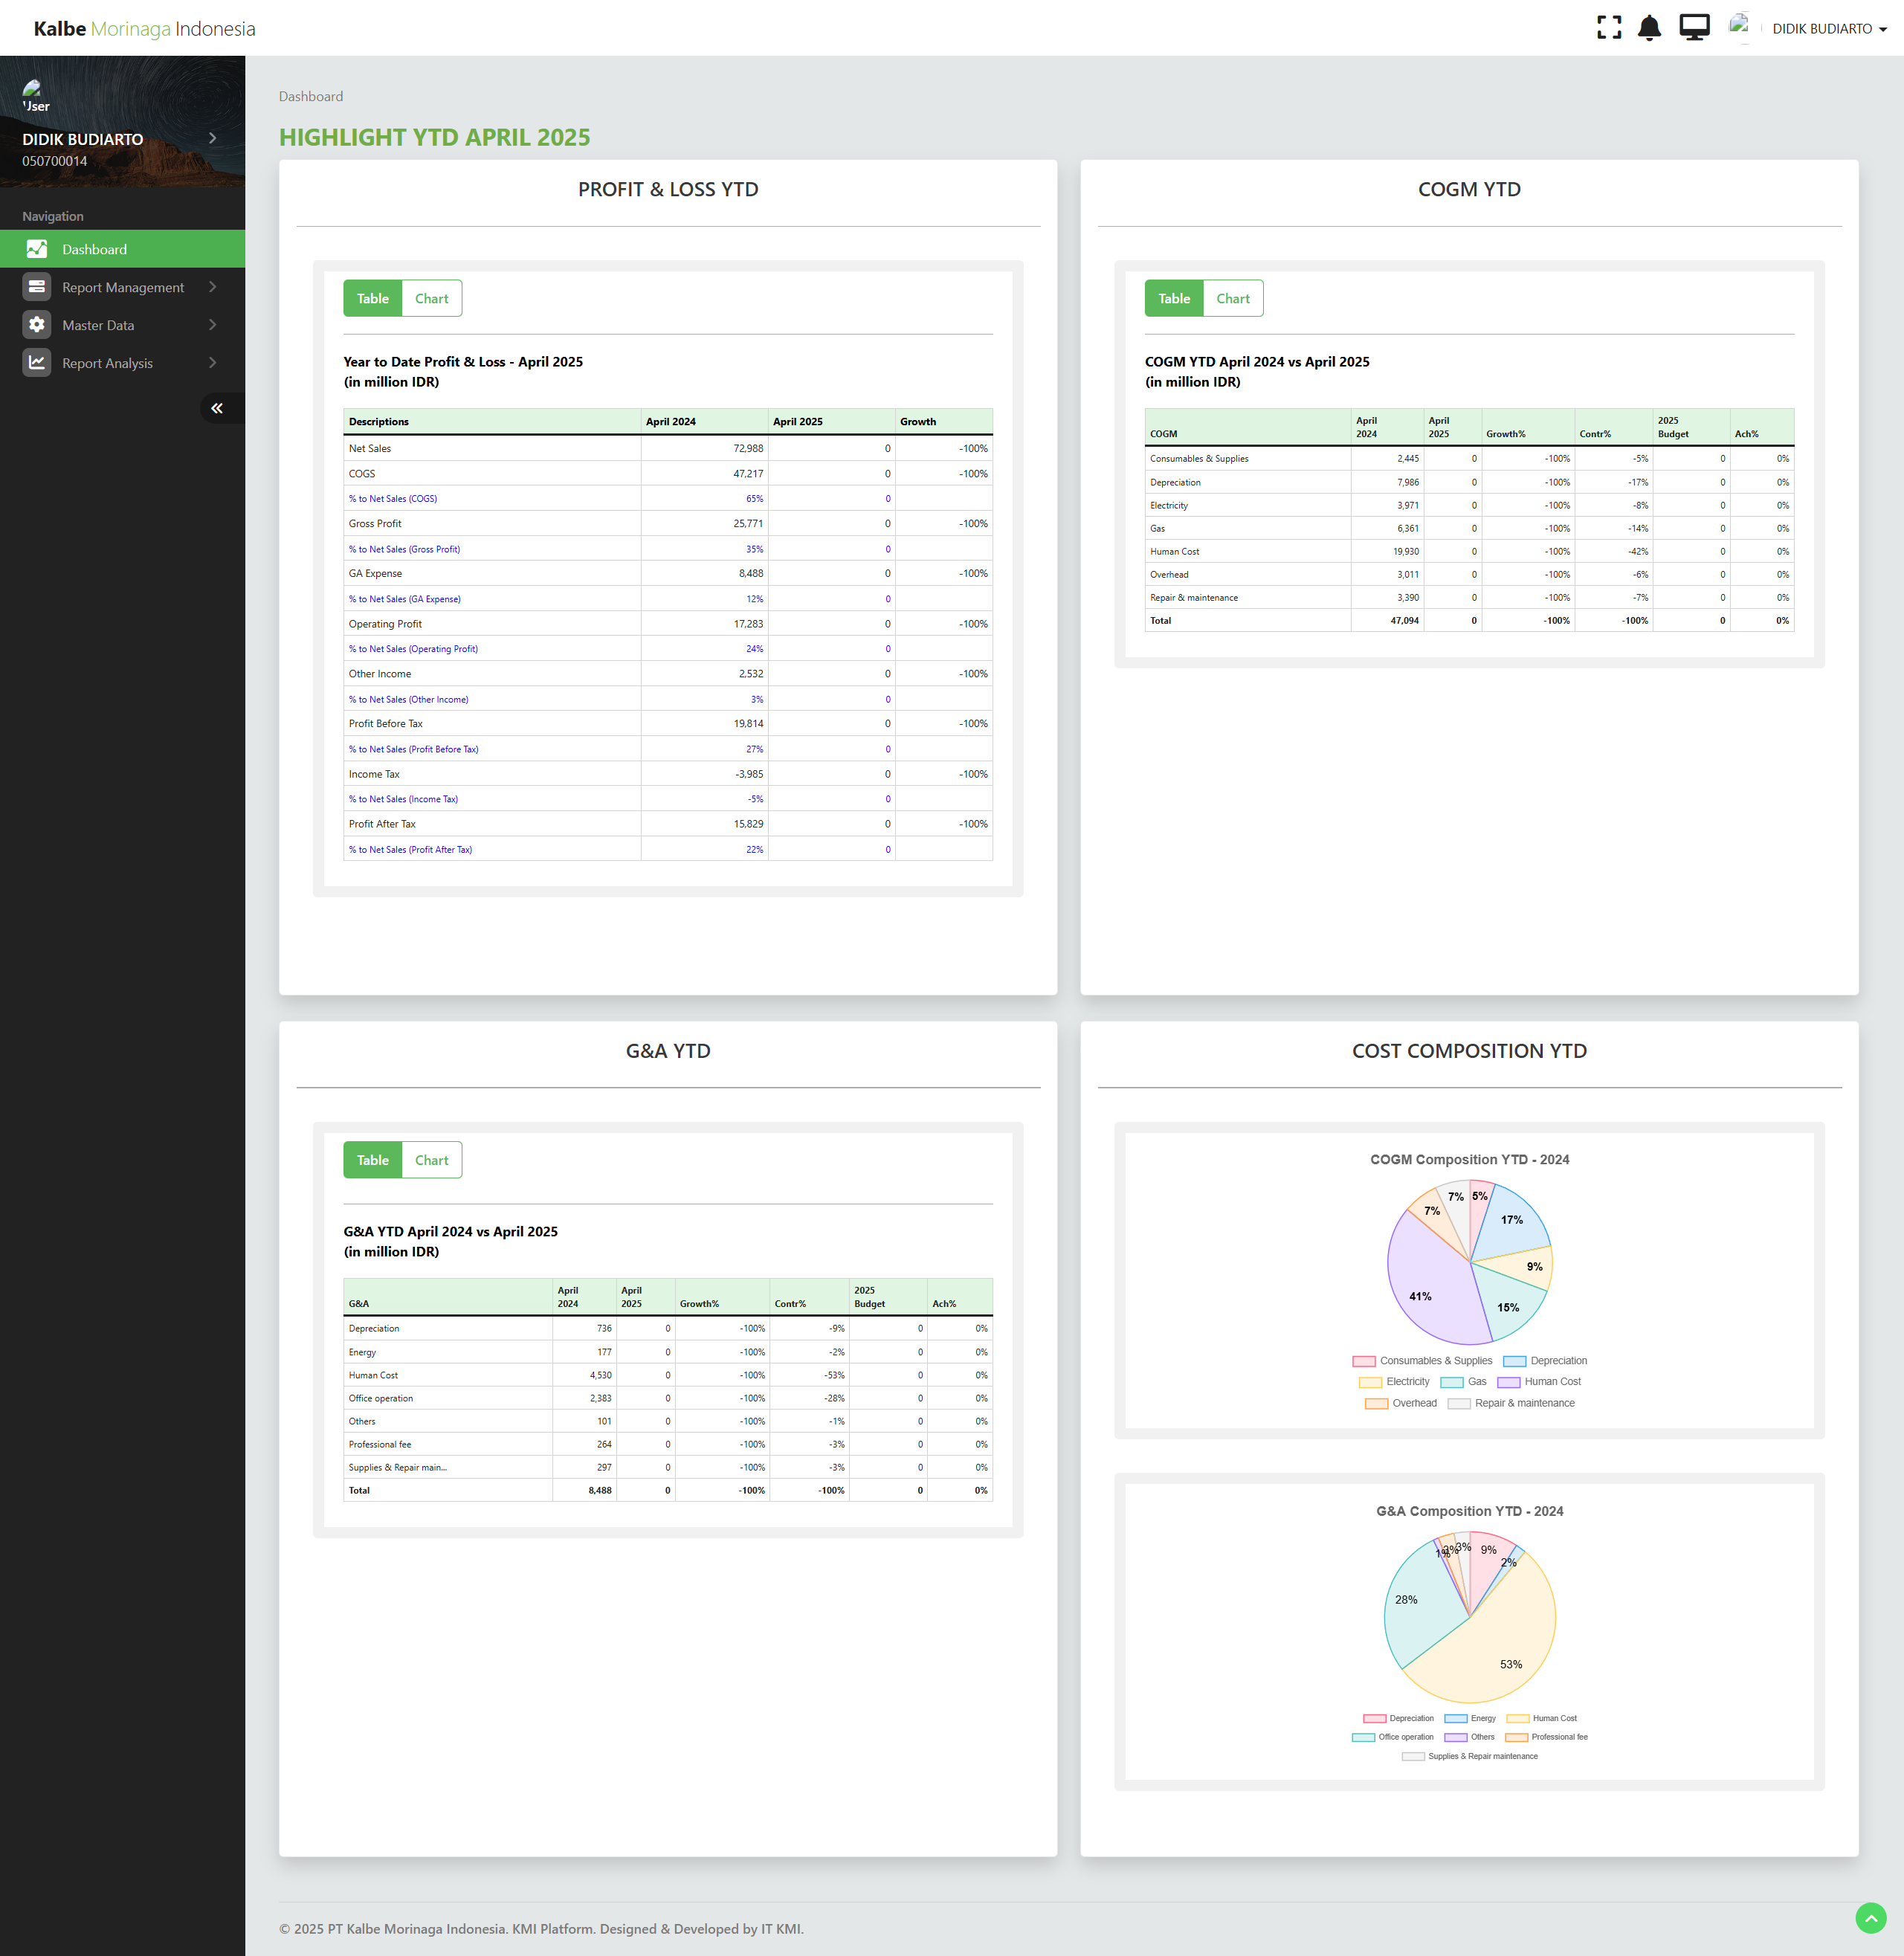 Kalbe Morinaga Indonesia
DIDIK BUDIARTO
User
DIDIK BUDIARTO
050700014
Navigation
Dashboard
Report Management
Master Data
Report Analysis
Dashboard
HIGHLIGHT YTD APRIL 2025
PROFIT & LOSS YTD
Table Chart
Year to Date Profit & Loss - April 2025
(in million IDR)
Descriptions April 2024 April 2025 Growth
Net Sales 72,988 0 -100%
COGS 47,217 0 -100%
% to Net Sales (COGS) 65% 0
Gross Profit 25,771 0 -100%
% to Net Sales (Gross Profit) 35% 0
GA Expense 8,488 0 -100%
% to Net Sales (GA Expense) 12% 0
Operating Profit 17,283 0 -100%
% to Net Sales (Operating Profit) 24% 0
Other Income 2,532 0 -100%
% to Net Sales (Other Income) 3% 0
Profit Before Tax 19,814 0 -100%
% to Net Sales (Profit Before Tax) 27% 0
Income Tax -3,985 0 -100%
% to Net Sales (Income Tax) -5% 0
Profit After Tax 15,829 0 -100%
% to Net Sales (Profit After Tax) 22% 0
COGM YTD
Table Chart
COGM YTD April 2024 vs April 2025
(in million IDR)
COGM April 2024 April 2025 Growth% Contr% 2025 Budget Ach%
Consumables & Supplies 2,445 0 -100% -5% 0 0%
Depreciation 7,986 0 -100% -17% 0 0%
Electricity 3,971 0 -100% -8% 0 0%
Gas 6,361 0 -100% -14% 0 0%
Human Cost 19,930 0 -100% -42% 0 0%
Overhead 3,011 0 -100% -6% 0 0%
Repair & maintenance 3,390 0 -100% -7% 0 0%
Total 47,094 0 -100% -100% 0 0%
G&A YTD
Table Chart
G&A YTD April 2024 vs April 2025
(in million IDR)
G&A April 2024 April 2025 Growth% Contr% 2025 Budget Ach%
Depreciation 736 0 -100% -9% 0 0%
Energy 177 0 -100% -2% 0 0%
Human Cost 4,530 0 -100% -53% 0 0%
Office operation 2,383 0 -100% -28% 0 0%
Others 101 0 -100% -1% 0 0%
Professional fee 264 0 -100% -3% 0 0%
Supplies & Repair main... 297 0 -100% -3% 0 0%
Total 8,488 0 -100% -100% 0 0%
COST COMPOSITION YTD
COGM Composition YTD - 2024
7% 5%
7% 17%
9%
41% 15%
Consumables & Supplies Depreciation
Electricity Gas Human Cost
Overhead Repair & maintenance
G&A Composition YTD - 2024
1% 3% 3% 9%
2%
28%
53%
Depreciation Energy Human Cost
Office operation Others Professional fee
Supplies & Repair maintenance
© 2025 PT Kalbe Morinaga Indonesia. KMI Platform. Designed & Developed by IT KMI.